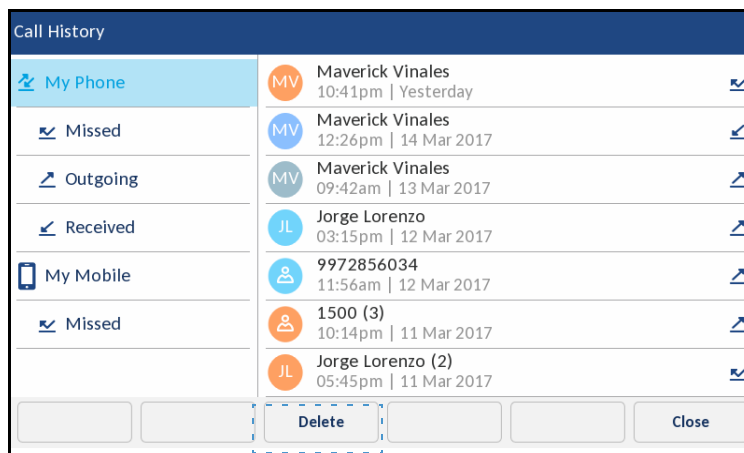 Call History
My Phone
Missed
Outgoing
Received
My Mobile
Missed
MV
Maverick Vinales
10:41pm | Yesterday
MV
Maverick Vinales
12:26pm | 14 Mar 2017
MV
Maverick Vinales
09:42am | 13 Mar 2017
JL
Jorge Lorenzo
03:15pm | 12 Mar 2017
9972856034
11:56am | 12 Mar 2017
1500 (3)
10:14pm | 11 Mar 2017
JL
Jorge Lorenzo (2)
05:45pm | 11 Mar 2017
Delete
Close